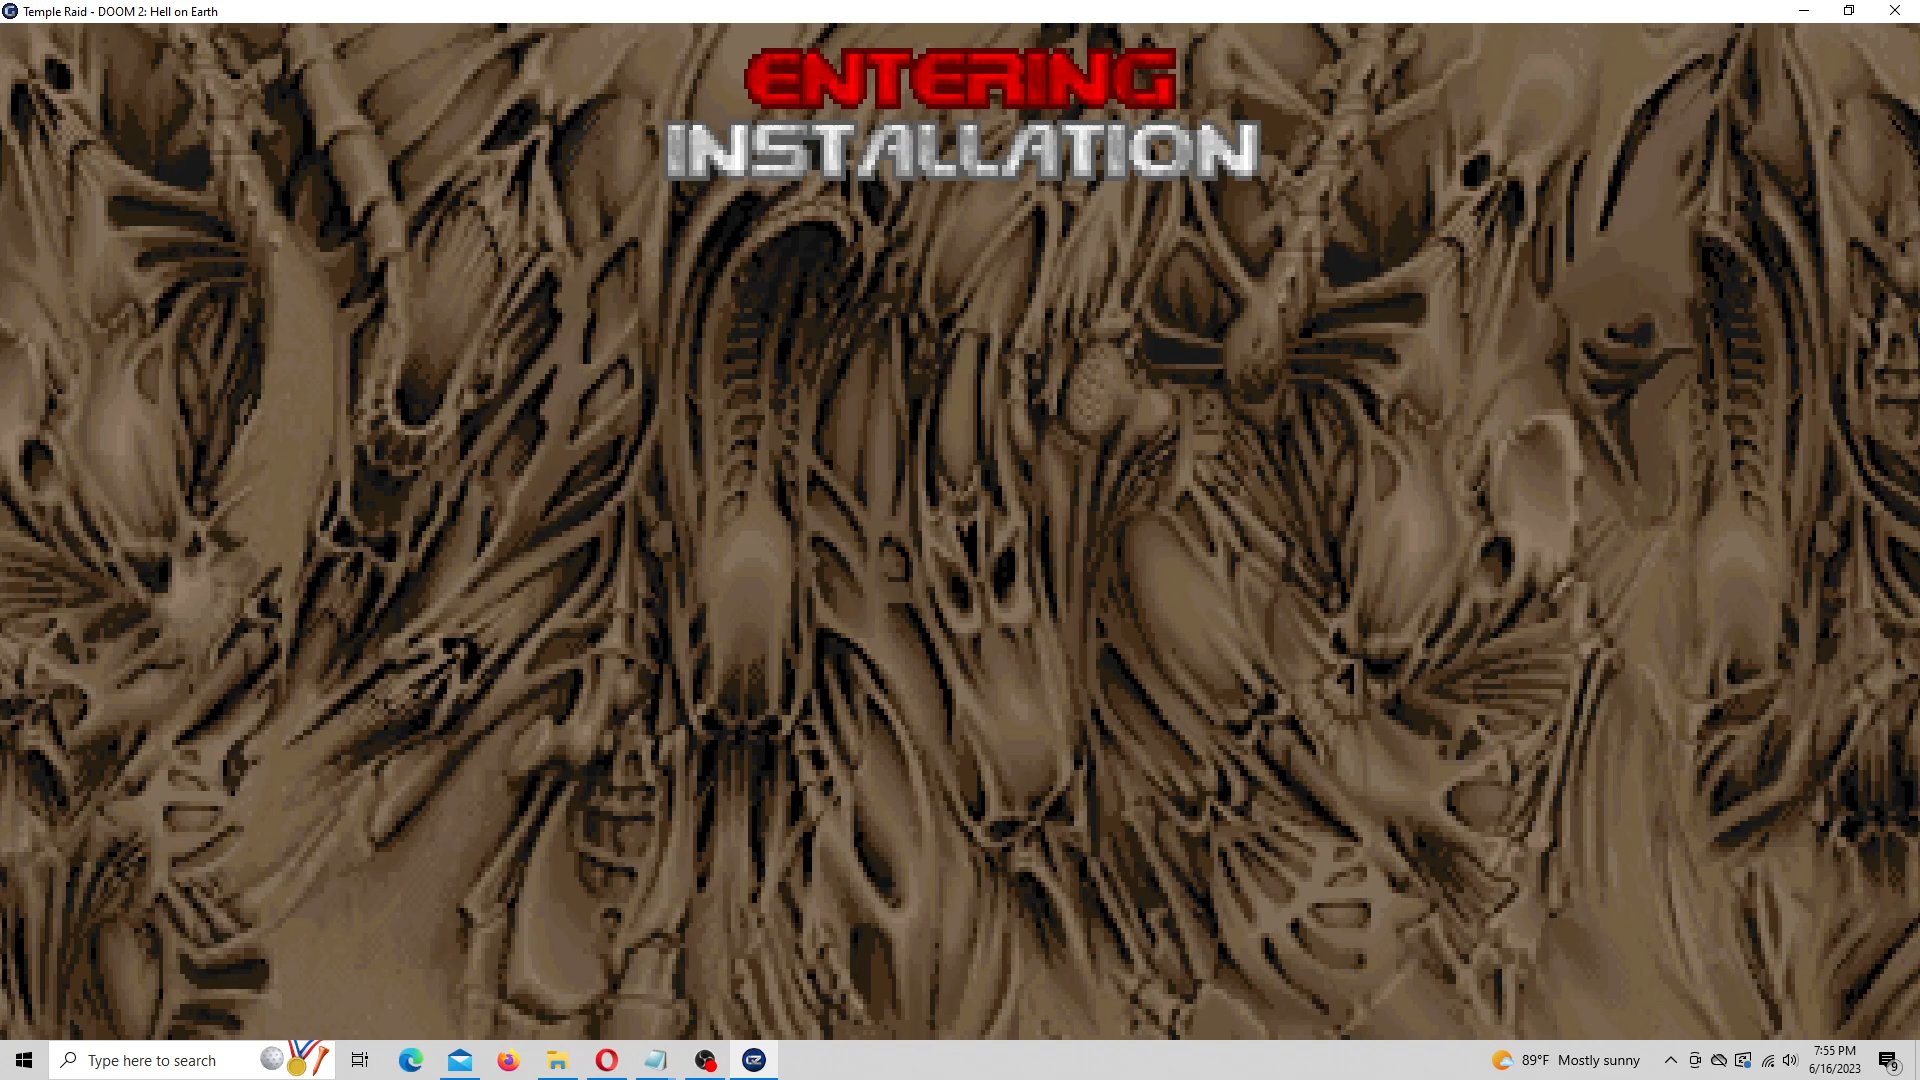 Temple Raid - DOOM 2: Hell on Earth
ENTERING
INSTALLATION
Type here to search
89°F Mostly sunny
7:55 PM
6/16/2023
9